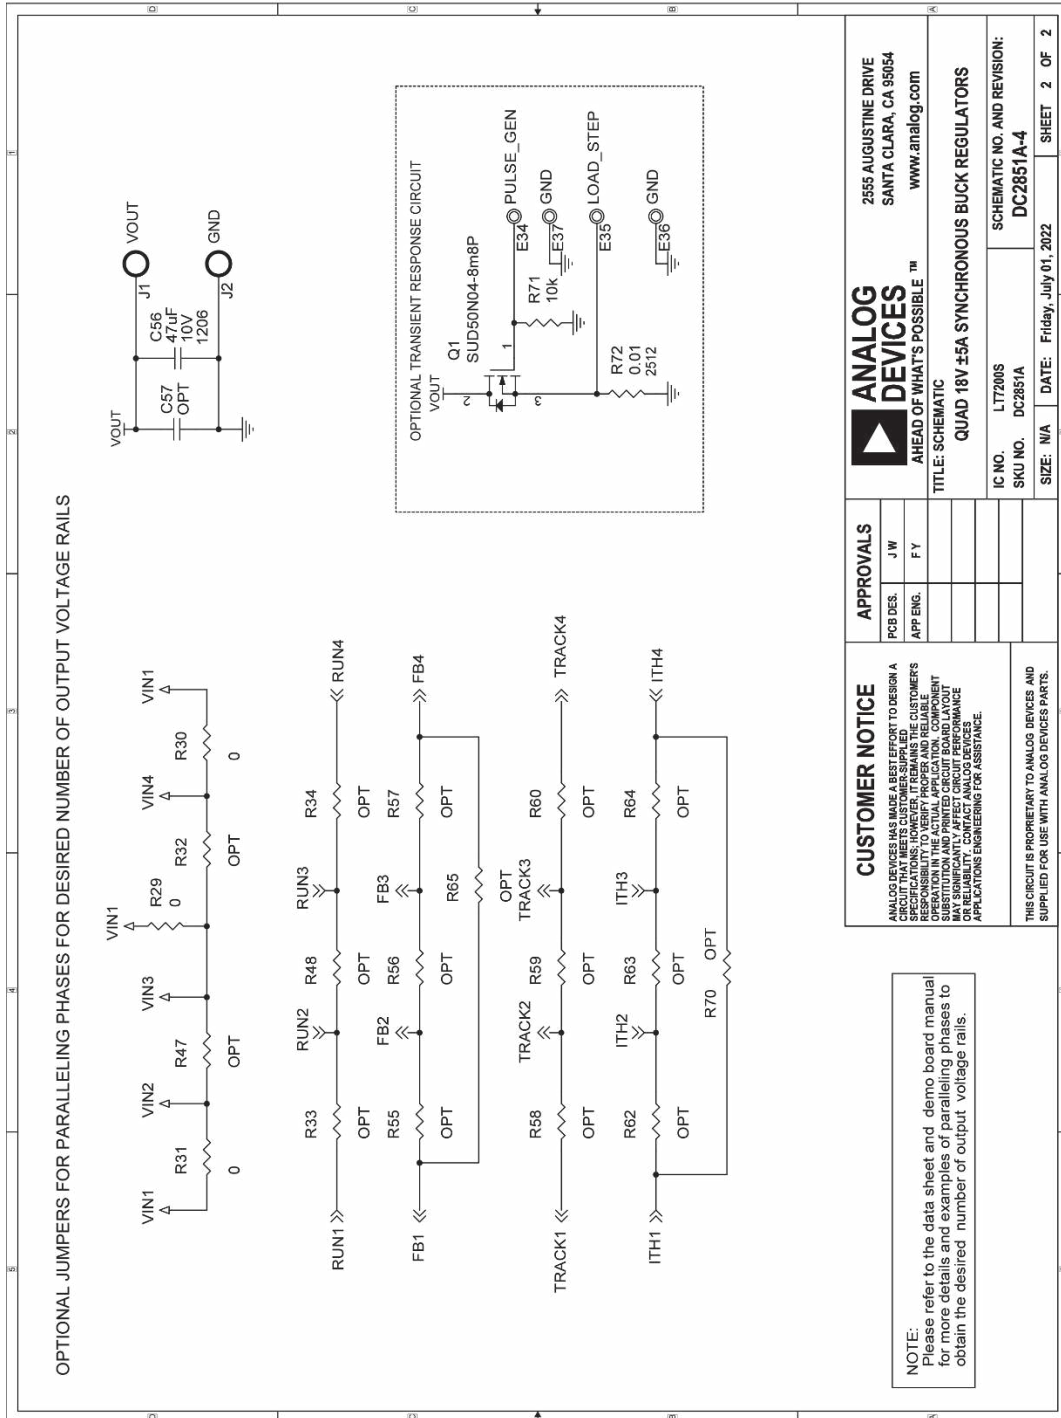 OPTIONAL JUMPERS FOR PARALLELING PHASES FOR DESIRED NUMBER OF OUTPUT VOLTAGE RAILS
VIN1
R31
0
VIN2
R47
OPT
VIN3
VIN1
R29
0
R32
OPT
VIN4
R30
0
VIN1
RUN1
R33
OPT
RUN2
R48
OPT
RUN3
R34
OPT
RUN4
FB1
R55
OPT
FB2
R56
OPT
FB3
R57
OPT
FB4
R65
OPT
TRACK1
R58
OPT
TRACK2
R59
OPT
TRACK3
R60
OPT
TRACK4
ITH1
R62
OPT
ITH2
R63
OPT
ITH3
R64
OPT
ITH4
R70
OPT
VOUT
C57
OPT
C56
47uF
10V
1206
J1
VOUT
J2
GND
OPTIONAL TRANSIENT RESPONSE CIRCUIT
VOUT
Q1
SUD50N04-8m8P
2
1
3
R71
10k
R72
0.01
2512
E34
PULSE_GEN
E37
GND
E35
LOAD_STEP
E36
GND
NOTE:
Please refer to the data sheet and demo board manual
for more details and examples of paralleling phases to
obtain the desired number of output voltage rails.
CUSTOMER NOTICE
ANALOG DEVICES HAS MADE A BEST EFFORT TO DESIGN A
CIRCUIT THAT MEETS CUSTOMER-SUPPLIED
SPECIFICATIONS; HOWEVER, IT REMAINS THE CUSTOMER'S
RESPONSIBILITY TO VERIFY PROPER AND RELIABLE
OPERATION IN THE ACTUAL APPLICATION. COMPONENT
SUBSTITUTION AND PRINTED CIRCUIT BOARD LAYOUT
MAY SIGNIFICANTLY AFFECT CIRCUIT PERFORMANCE
OR RELIABILITY. CONTACT ANALOG DEVICES
APPLICATIONS ENGINEERING FOR ASSISTANCE.
THIS CIRCUIT IS PROPRIETARY TO ANALOG DEVICES AND
SUPPLIED FOR USE WITH ANALOG DEVICES PARTS.
APPROVALS
PCB DES. J W
APP ENG. F Y
ANALOG
DEVICES
AHEAD OF WHAT'S POSSIBLE ™
2555 AUGUSTINE DRIVE
SANTA CLARA, CA 95054
www.analog.com
TITLE: SCHEMATIC
QUAD 18V ±5A SYNCHRONOUS BUCK REGULATORS
IC NO. LT7200S
SKU NO. DC2851A
SCHEMATIC NO. AND REVISION:
DC2851A-4
SIZE: N/A
DATE: Friday, July 01, 2022
SHEET 2 OF 2